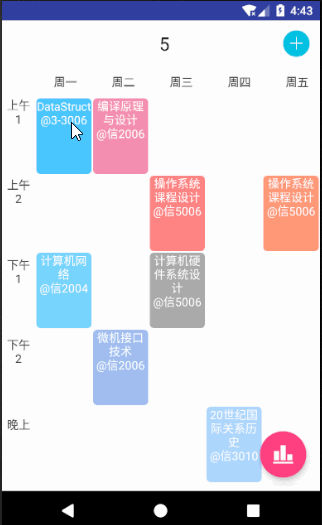 4:43
5
周一 周二 周三 周四 周五
上午
1
DataStruct
@3-3006
编译原理
与设计
@信2006
上午
2
操作系统
课程设计
@信5006
操作系统
课程设计
@信5006
下午
1
计算机网
络
@信2004
计算机硬
件系统设
计
@信5006
下午
2
微机接口
技术
@信2006
晚上
20世纪国
际关系历
史
@信3010